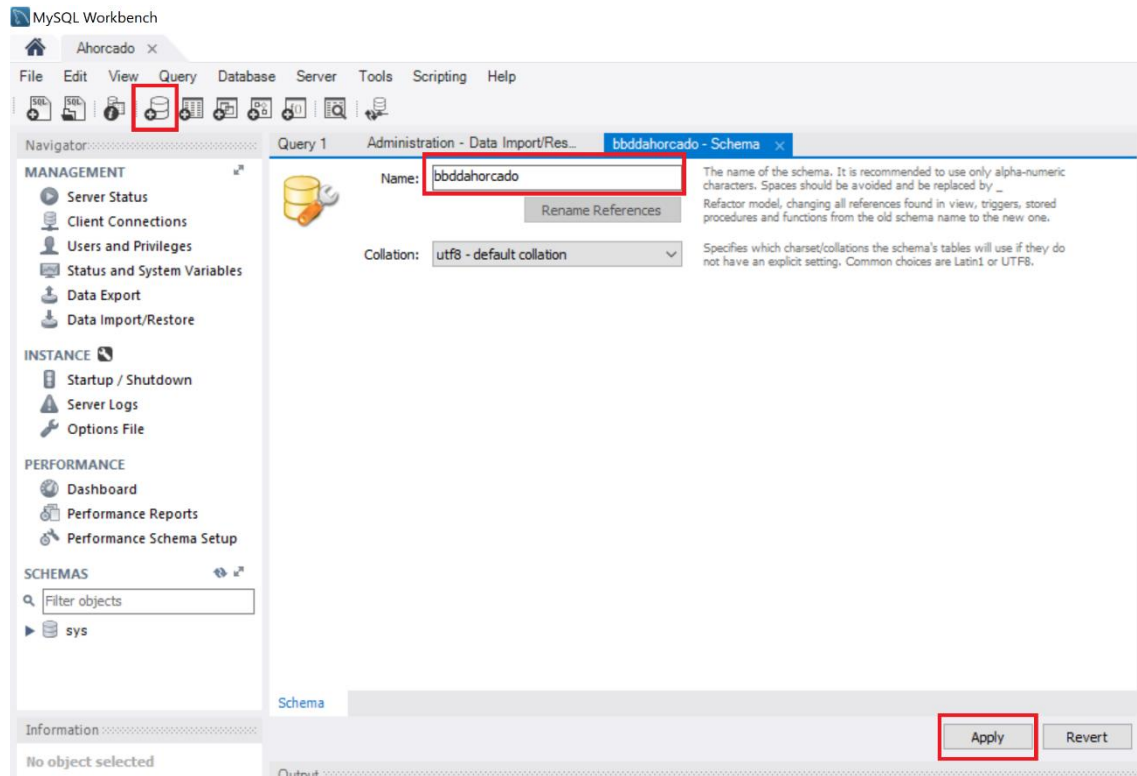 MySQL Workbench
Ahorcado
File Edit View Query Database Server Tools Scripting Help
SQL SQL
Navigator
Query 1 Administration - Data Import/Res... bbddahorcado - Schema
MANAGEMENT
Server Status
Client Connections
Users and Privileges
Status and System Variables
Data Export
Data Import/Restore
INSTANCE
Startup / Shutdown
Server Logs
Options File
PERFORMANCE
Dashboard
Performance Reports
Performance Schema Setup
SCHEMAS
Filter objects
sys
Information
No object selected
Name: bbddahorcado
The name of the schema. It is recommended to use only alpha-numeric
characters. Spaces should be avoided and be replaced by _
Rename References
Refactor model, changing all references found in view, triggers, stored
procedures and functions from the old schema name to the new one.
Collation: utf8 - default collation
Specifies which charset/collations the schema's tables will use if they do
not have an explicit setting. Common choices are Latin1 or UTF8.
Schema
Apply Revert
Output